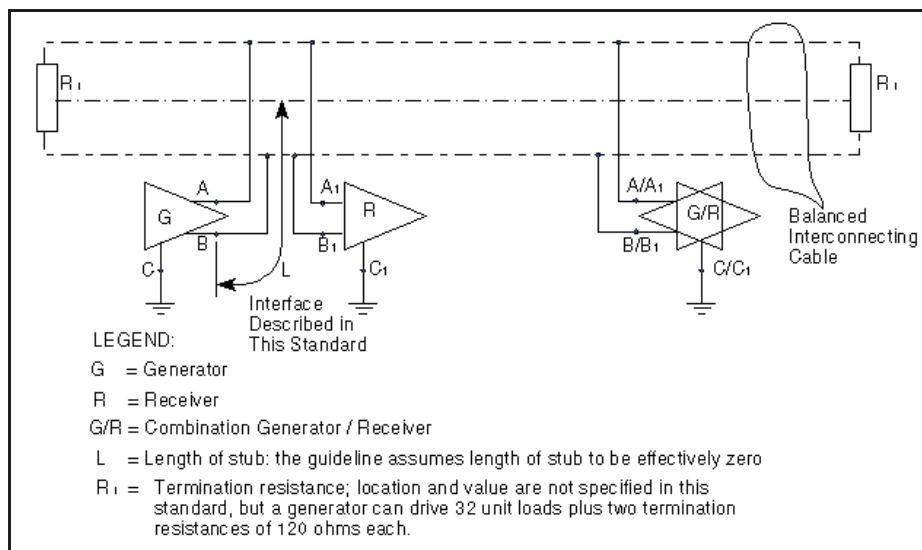 R₁
R₁
A
A₁
A/A₁
G
R
G/R
B
B₁
B/B₁
Balanced
Interconnecting
Cable
C
L
C₁
C/C₁
Interface
Described in
This Standard
LEGEND:
G = Generator
R = Receiver
G/R = Combination Generator / Receiver
L = Length of stub: the guideline assumes length of stub to be effectively zero
R₁ = Termination resistance; location and value are not specified in this
standard, but a generator can drive 32 unit loads plus two termination
resistances of 120 ohms each.